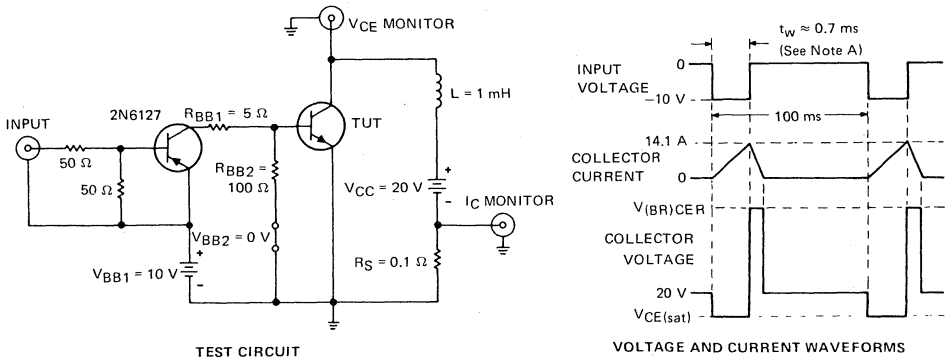 V_CE MONITOR
INPUT
50 Ω
50 Ω
2N6127
R_BB1 = 5 Ω
TUT
L = 1 mH
R_BB2 =
100 Ω
V_CC = 20 V
+
-
I_C MONITOR
V_BB2 = 0 V
+
-
V_BB1 = 10 V
R_S = 0.1 Ω
TEST CIRCUIT
t_w ≈ 0.7 ms
(See Note A)
INPUT
VOLTAGE
0
-10 V
100 ms
14.1 A
COLLECTOR
CURRENT
0
V(BR)CER
COLLECTOR
VOLTAGE
20 V
V_CE(sat)
VOLTAGE AND CURRENT WAVEFORMS